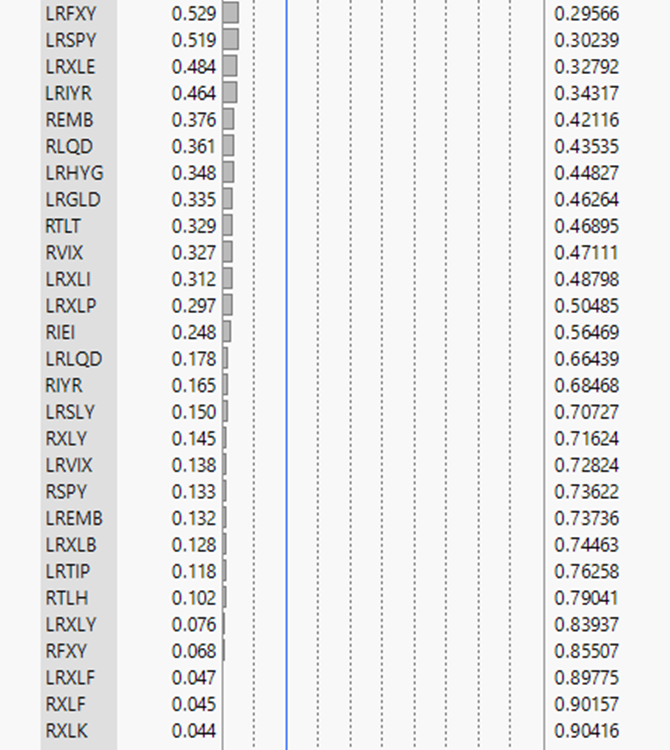 LRFXY 0.529 0.29566
LRSPY 0.519 0.30239
LRXLE 0.484 0.32792
LRIYR 0.464 0.34317
REMB 0.376 0.42116
RLQD 0.361 0.43535
LRHYG 0.348 0.44827
LRGLD 0.335 0.46264
RTLT 0.329 0.46895
RVIX 0.327 0.47111
LRXLI 0.312 0.48798
LRXLP 0.297 0.50485
RIEI 0.248 0.56469
LRLQD 0.178 0.66439
RIYR 0.165 0.68468
LRSLY 0.150 0.70727
RXLY 0.145 0.71624
LRVIX 0.138 0.72824
RSPY 0.133 0.73622
LREMB 0.132 0.73736
LRXLB 0.128 0.74463
LRTIP 0.118 0.76258
RTLH 0.102 0.79041
LRXLY 0.076 0.83937
RFXY 0.068 0.85507
LRXLF 0.047 0.89775
RXLF 0.045 0.90157
RXLK 0.044 0.90416